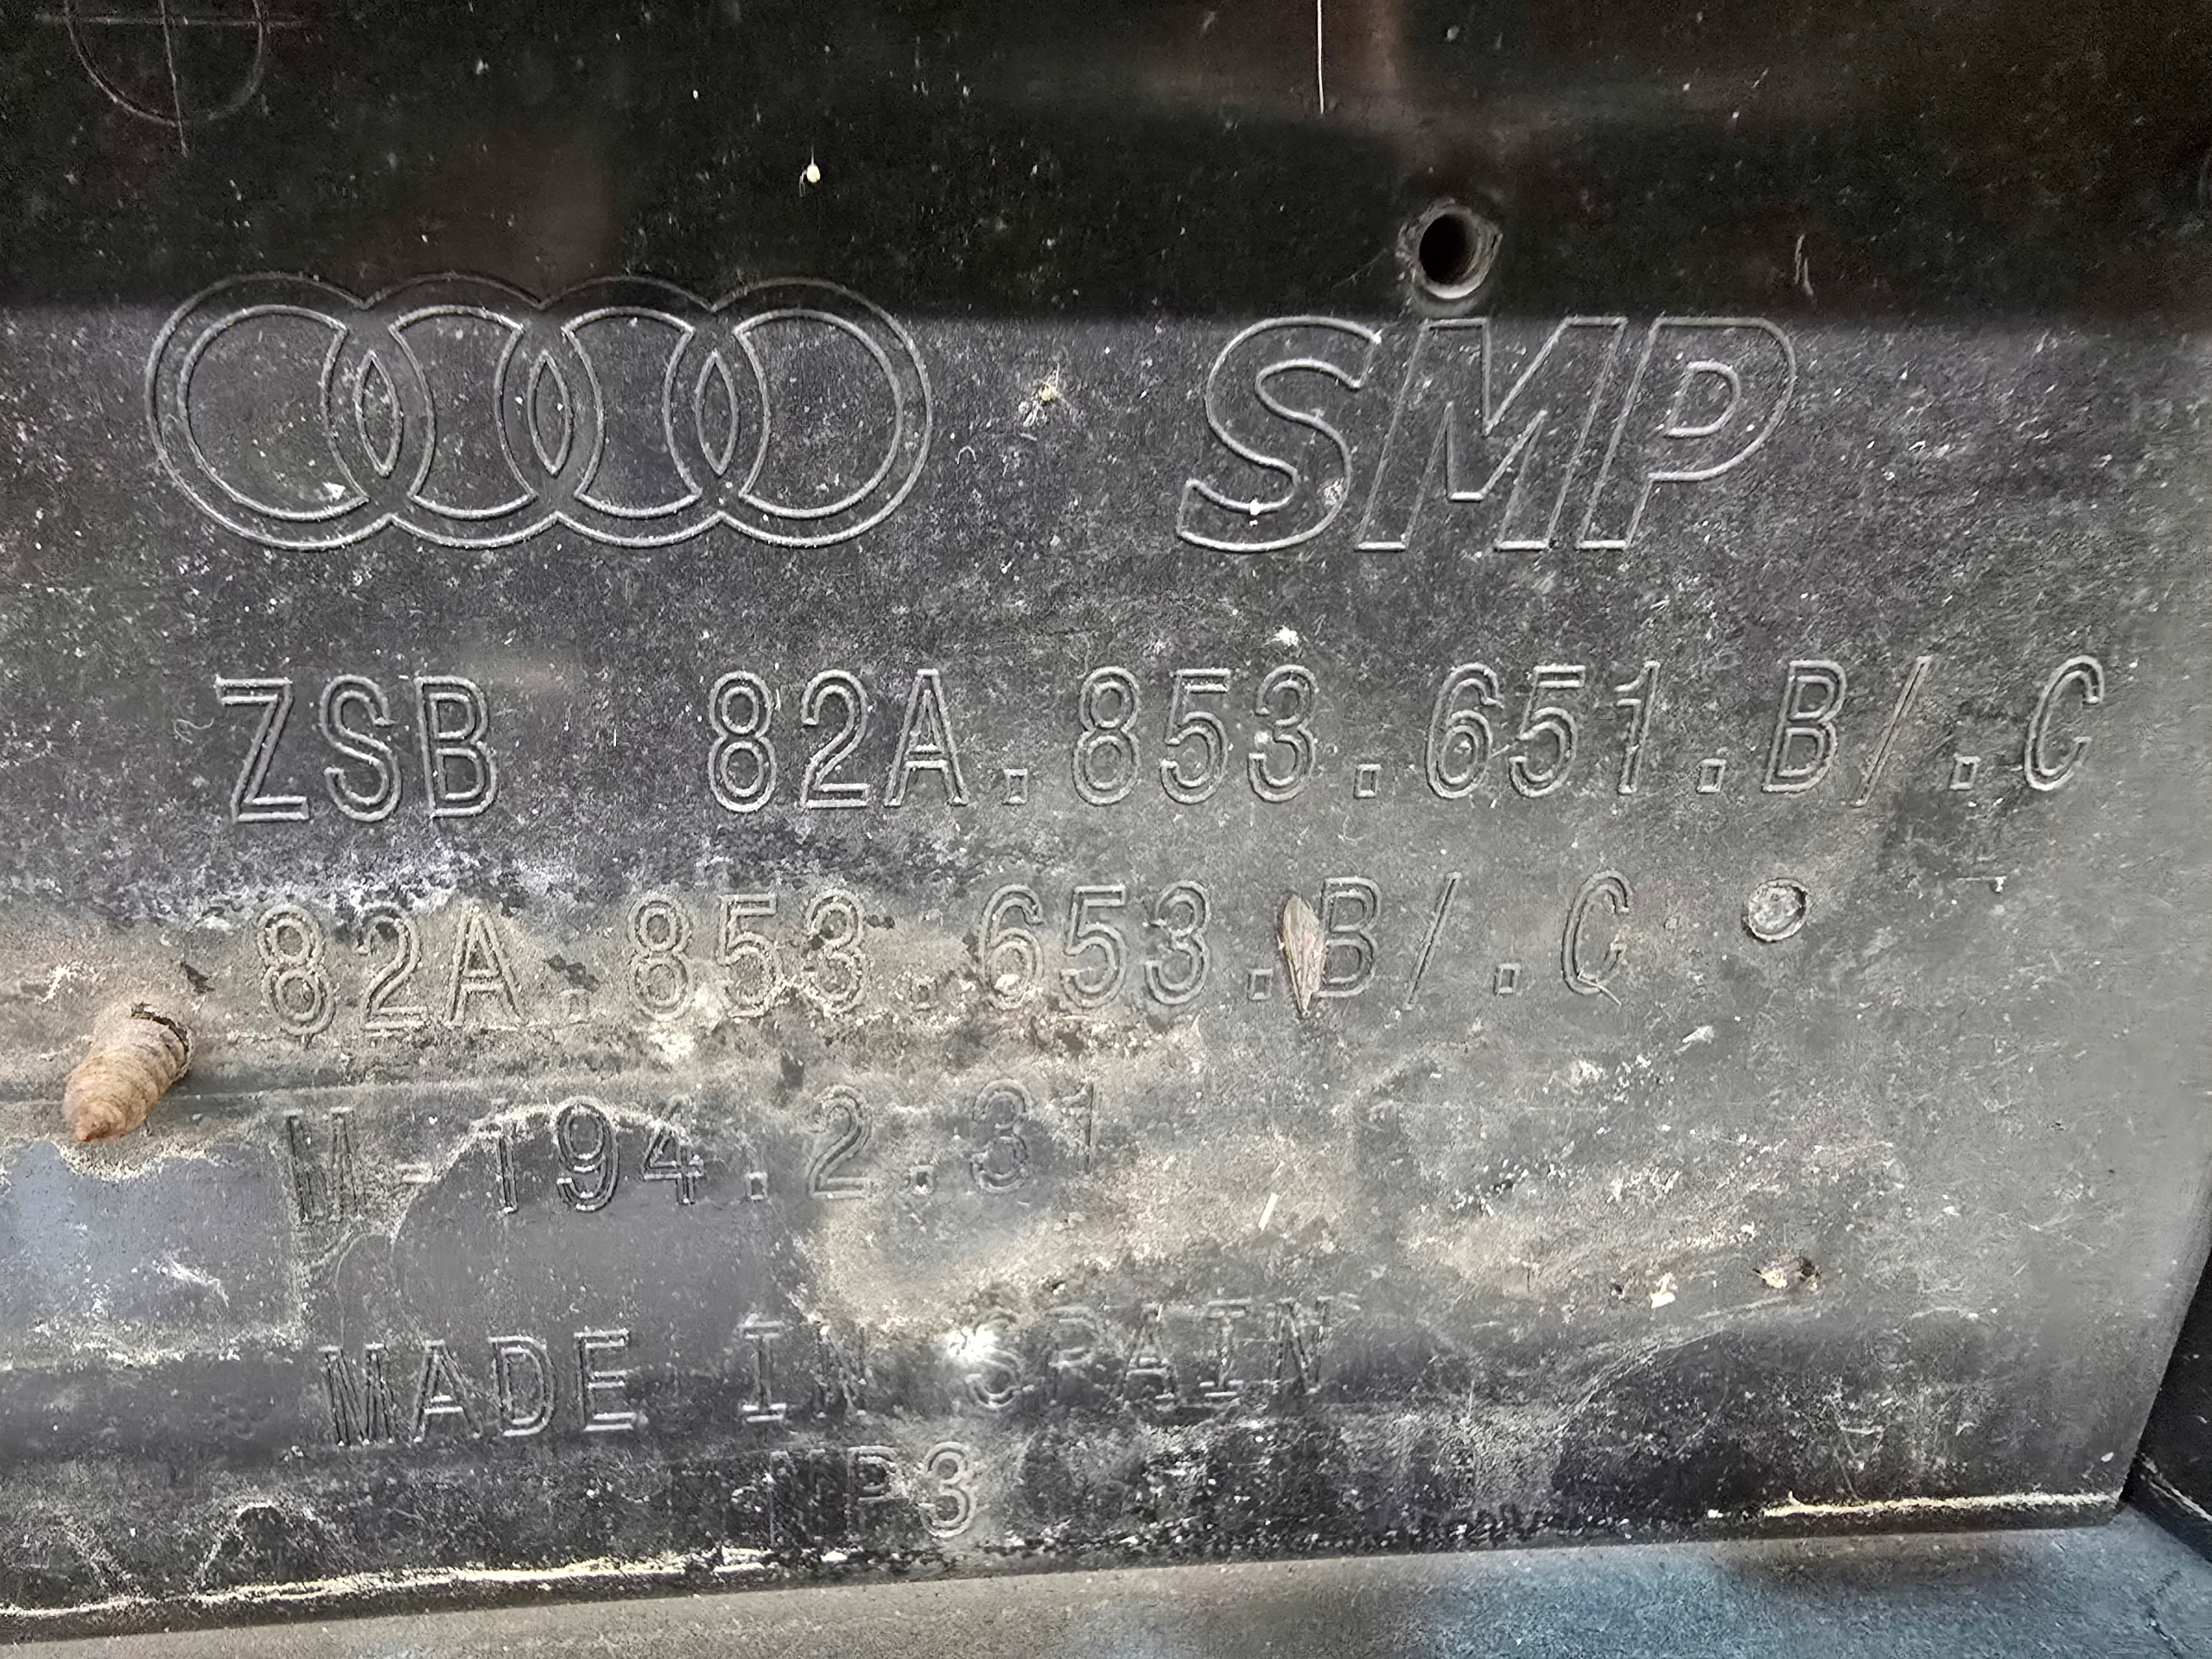 SMP
ZSB 82A.853.651.B/.C
82A.853.653.B/.C
M-194.2.31
MADE IN SPAIN